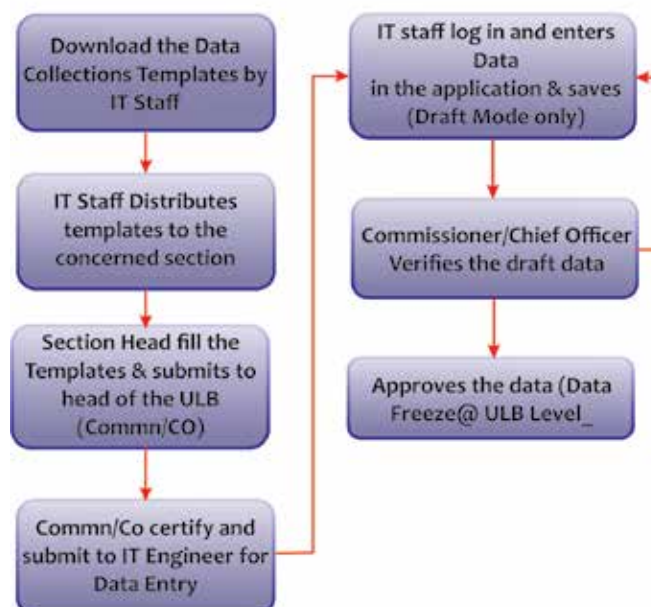 Download the Data
Collections Templates by
IT Staff
IT Staff Distributes
templates to the
concerned section
Section Head fill the
Templates & submits to
head of the ULB
(Commn/CO)
Commn/Co certify and
submit to IT Engineer for
Data Entry
IT staff log in and enters
Data
in the application & saves
(Draft Mode only)
Commissioner/Chief Officer
Verifies the draft data
Approves the data (Data
Freeze@ ULB Level_